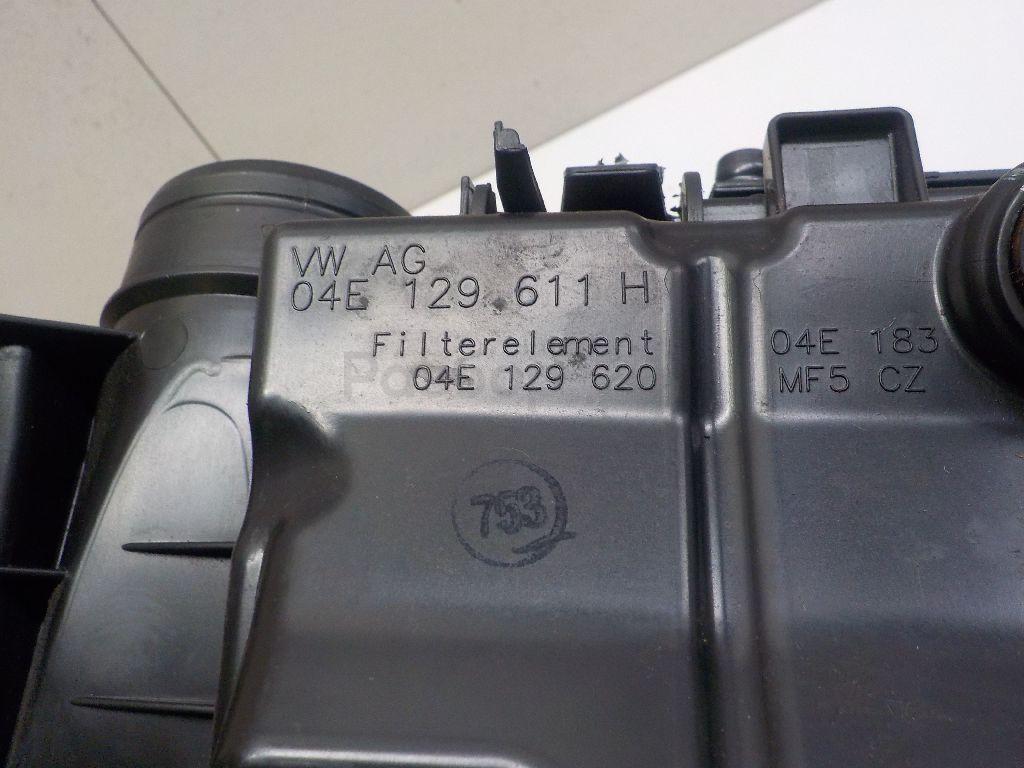 VW AG
04E 129 611 H
Filterelement
04E 129 620
04E 183
MF5 CZ
753